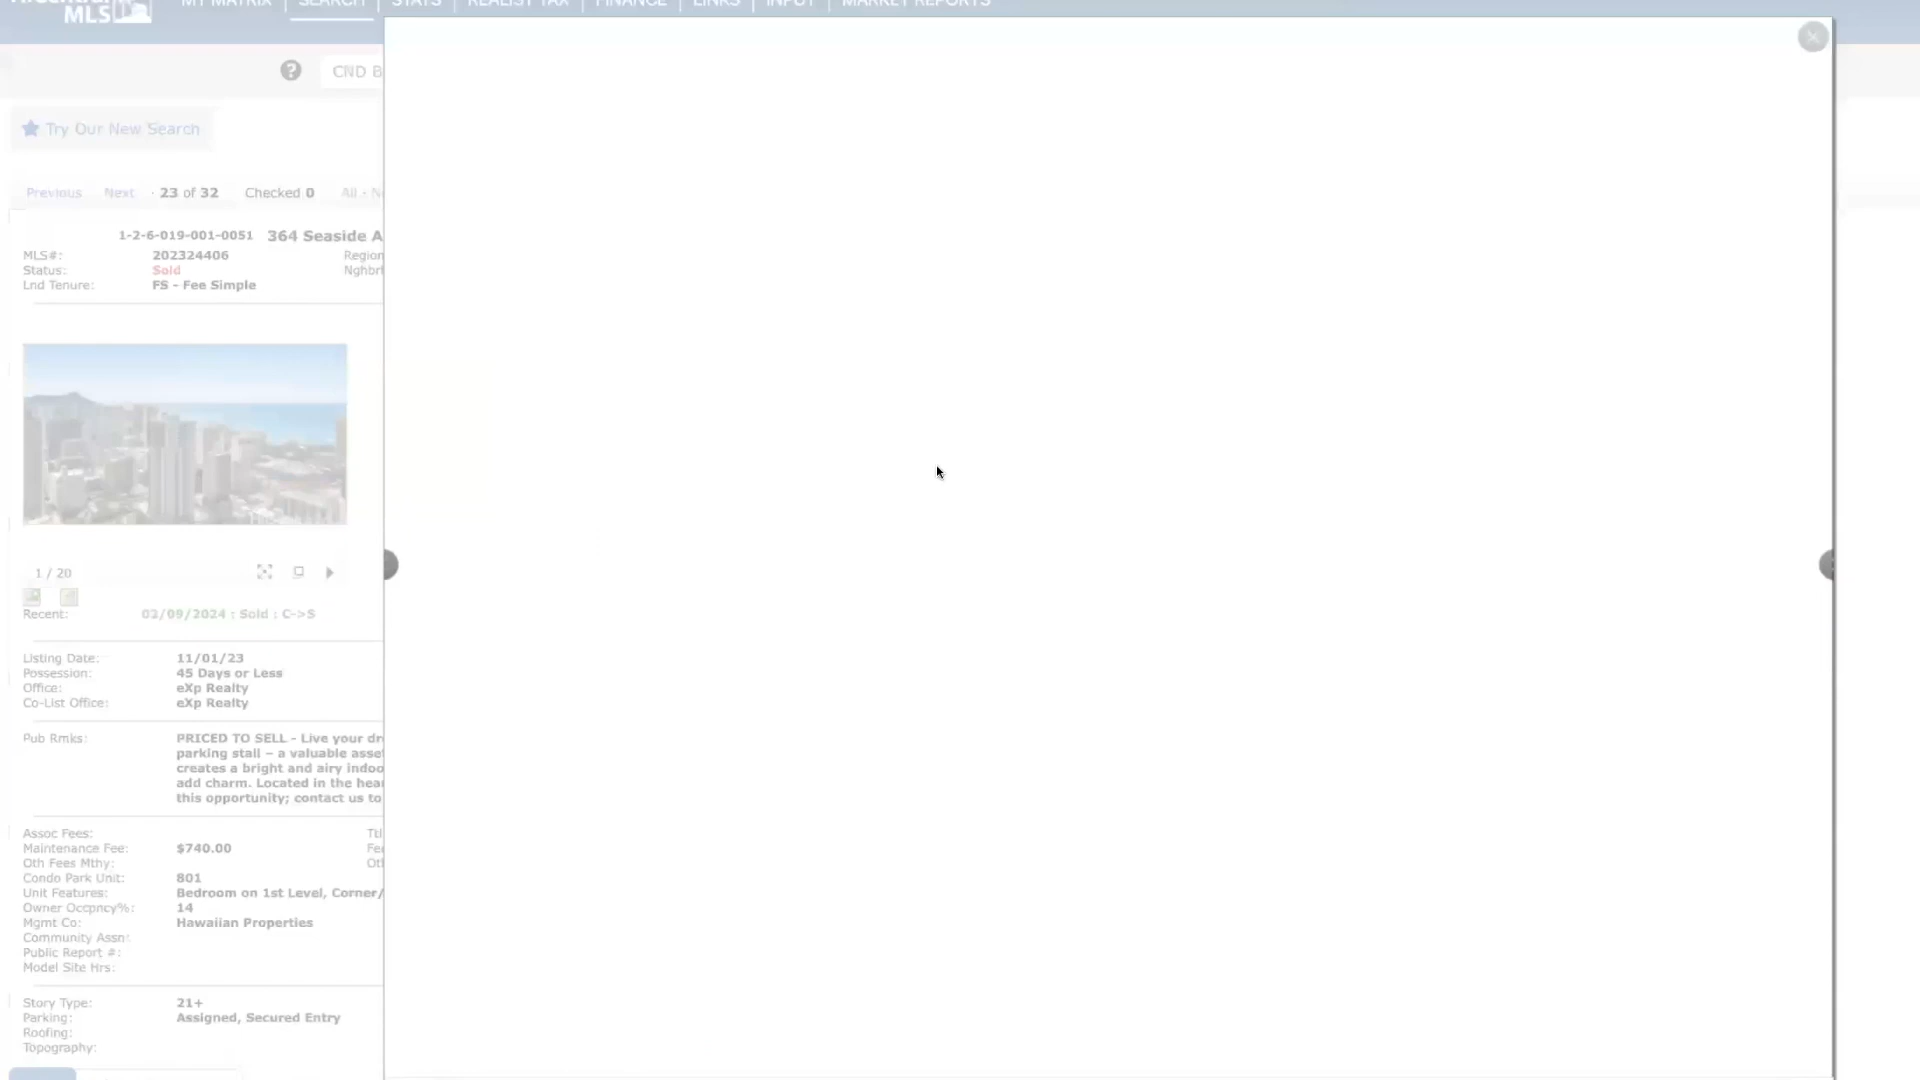 MLS
MY MATRIX SEARCH STATS REALIST TAX FINANCE LINKS INPUT MARKET REPORTS
? CND B
Try Our New Search
Previous Next · 23 of 32 Checked 0 All ·
1-2-6-019-001-0051 364 Seaside A
MLS#: 202324406 Region
Status: Sold Nghbr
Lnd Tenure: FS - Fee Simple
1 / 20
Recent: 02/09/2024 : Sold : C->S
Listing Date: 11/01/23
Possession: 45 Days or Less
Office: eXp Realty
Co-List Office: eXp Realty
Pub Rmks: PRICED TO SELL - Live your dr
parking stall – a valuable asse
creates a bright and airy indoo
add charm. Located in the hea
this opportunity; contact us to
Assoc Fees: Ttl
Maintenance Fee: $740.00 Fee
Oth Fees Mthy: Ot
Condo Park Unit: 801
Unit Features: Bedroom on 1st Level, Corner/
Owner Occpncy%: 14
Mgmt Co: Hawaiian Properties
Community Assn:
Public Report #:
Model Site Hrs:
Story Type: 21+
Parking: Assigned, Secured Entry
Roofing:
Topography: